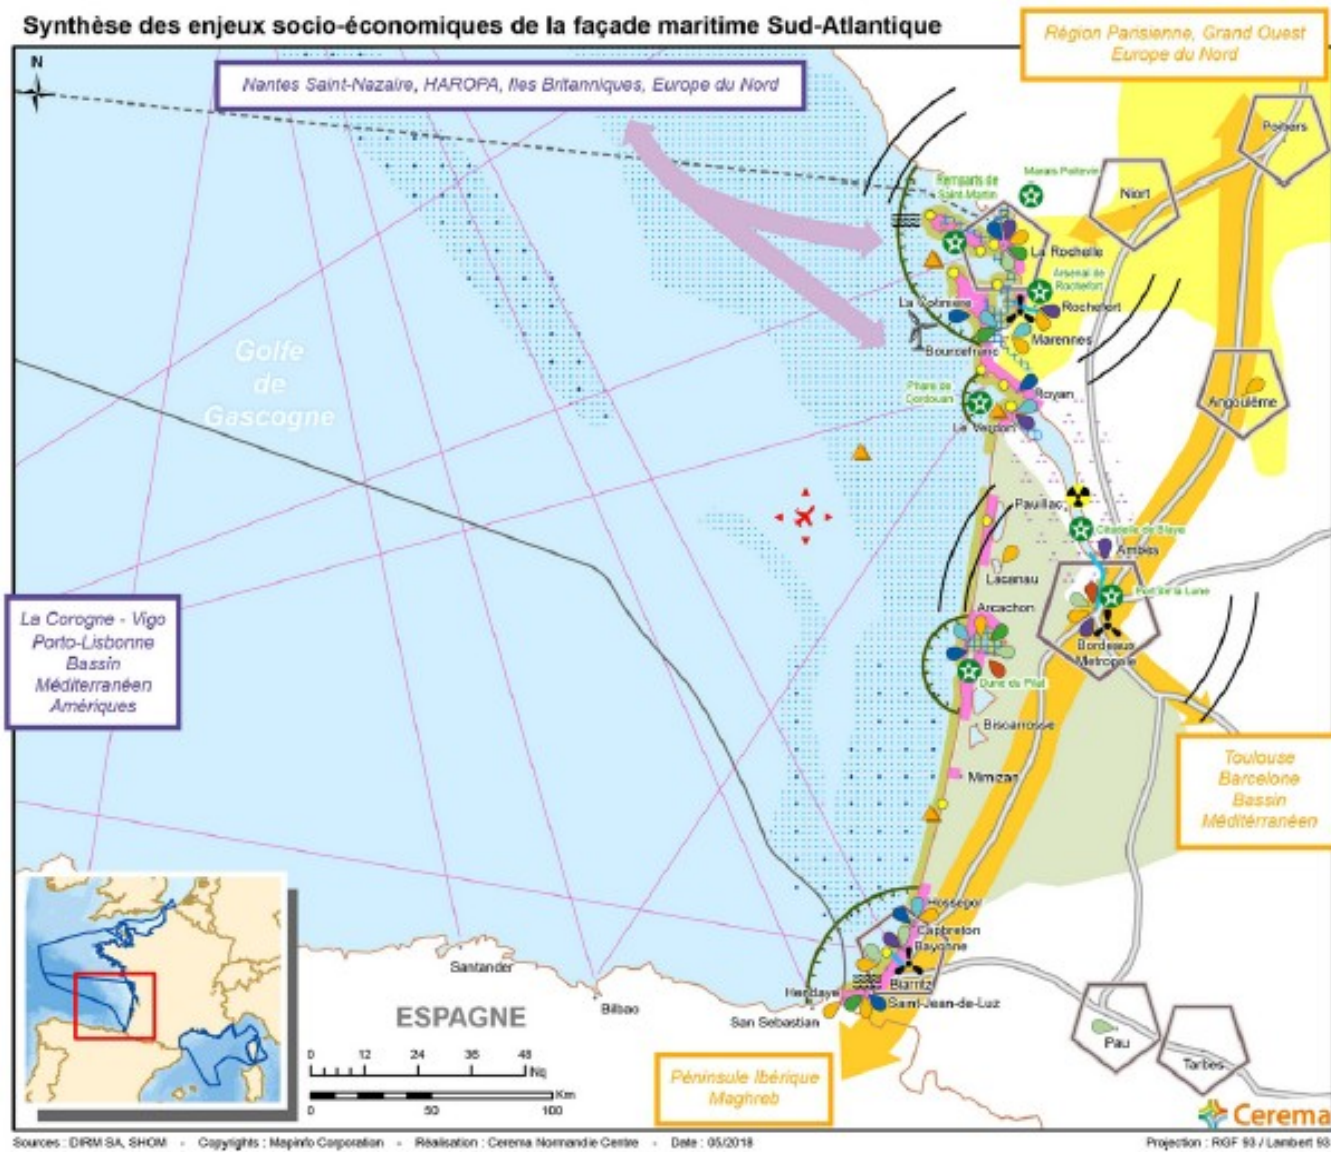 Synthèse des enjeux socio-économiques de la façade maritime Sud-Atlantique
Région Parisienne, Grand Ouest
Europe du Nord
N
Nantes Saint-Nazaire, HAROPA, Iles Britanniques, Europe du Nord
Poitiers
Marais Poitevin
Remparts de
Saint-Martin
Niort
La Rochelle
Arsenal de
Rochefort
La Cotinière
Rochefort
Marennes
Bourcefranc
Golfe
de
Gascogne
Phare de
Cordouan
Royan
Angoulême
Le Verdon
Pauillac
Citadelle de Blaye
Ambès
Lacanau
Port de la Lune
Arcachon
La Corogne - Vigo
Porto-Lisbonne
Bassin
Méditerranéen
Amériques
Bordeaux
Métropole
Dune du Pilat
Biscarrosse
Toulouse
Barcelone
Bassin
Méditérranéen
Mimizan
Hossegor
Capbreton
Bayonne
Santander
Biarritz
Hendaye
Saint-Jean-de-Luz
Bilbao
San Sebastian
ESPAGNE
Pau
Tarbes
0 12 24 36 48
Nq
Km
0 50 100
Péninsule Ibérique
Maghreb
Cerema
Sources : DIRM SA, SHOM - Copyrights : Mapinfo Corporation - Réalisation : Cerema Normandie Centre - Date : 05/2018
Projection : RGF 93 / Lambert 93